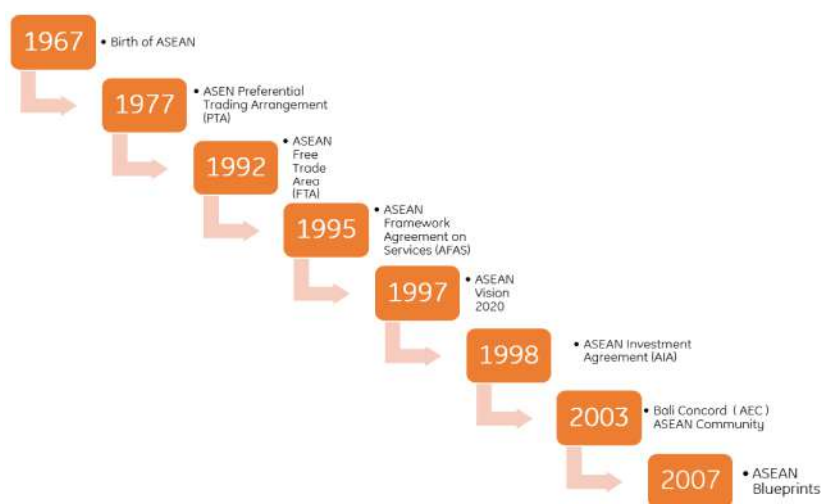 1967
• Birth of ASEAN
1977
• ASEN Preferential
Trading Arrangement
(PTA)
1992
• ASEAN
Free
Trade
Area
(FTA)
1995
• ASEAN
Framework
Agreement on
Services (AFAS)
1997
• ASEAN
Vision
2020
1998
• ASEAN Investment
Agreement (AIA)
2003
• Bali Concord ( AEC )
ASEAN Community
2007
• ASEAN
Blueprints